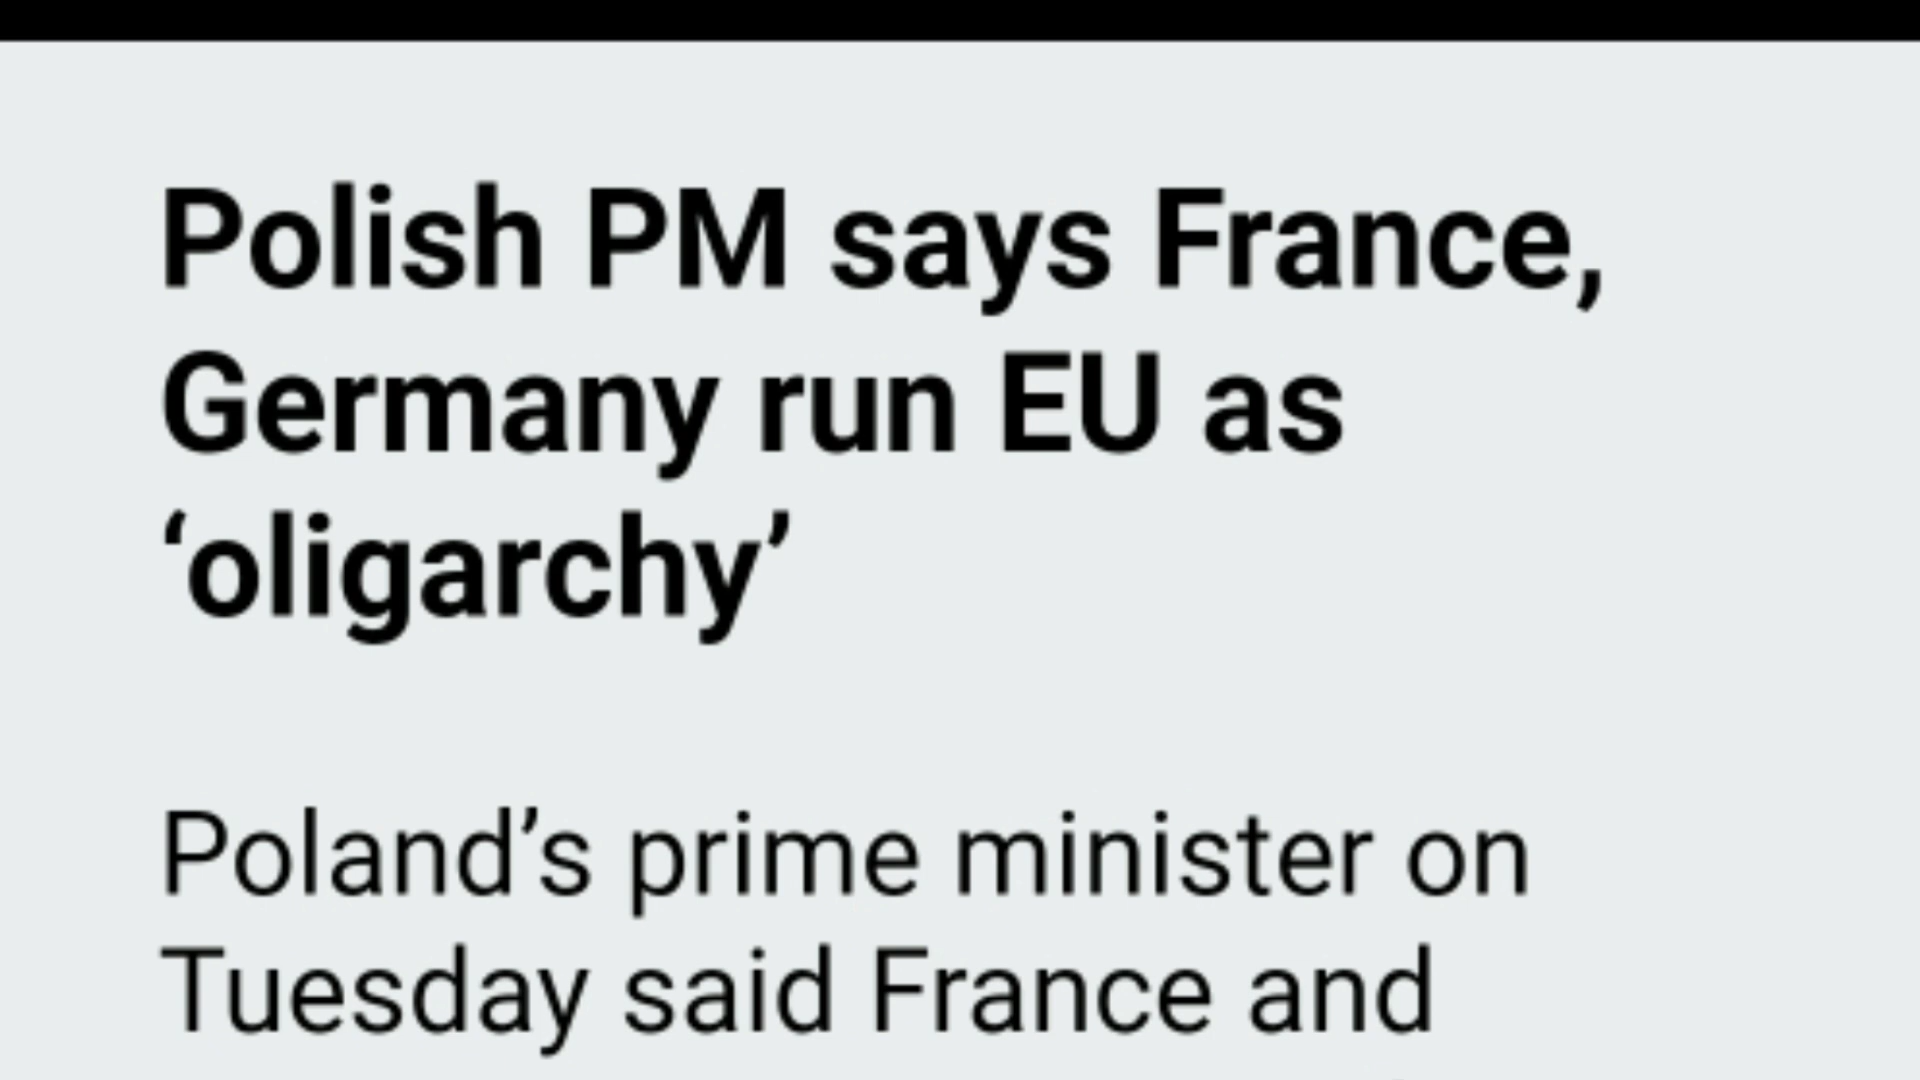 Polish PM says France,
Germany run EU as
‘oligarchy’
Poland’s prime minister on
Tuesday said France and